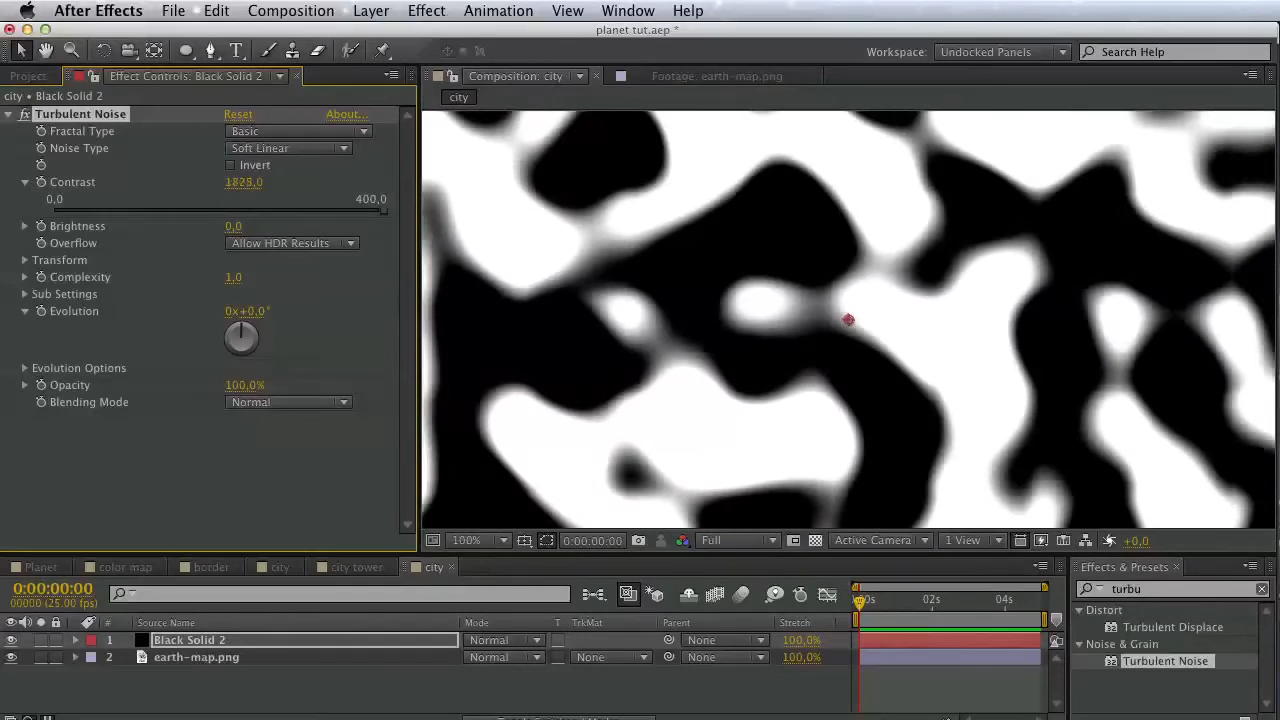 After Effects File Edit Composition Layer Effect Animation View Window Help
planet tut.aep *
Workspace: Undocked Panels Search Help
Project Effect Controls: Black Solid 2 Composition: city Footage: earth-map.png
city • Black Solid 2
city
fx Turbulent Noise Reset About...
Fractal Type Basic
Noise Type Soft Linear
Invert
Contrast 1825,0
0,0 400,0
Brightness 0,0
Overflow Allow HDR Results
Transform
Complexity 1,0
Sub Settings
Evolution 0x+0,0°
Evolution Options
Opacity 100,0%
Blending Mode Normal
100% 0:00:00:00 Full Active Camera 1 View +0,0
Planet color map border city city tower city
Effects & Presets
0:00:00:00
00000 (25.00 fps)
02s 04s
turbu
# Source Name Mode T TrkMat Parent Stretch
Distort
Turbulent Displace
1 Black Solid 2 Normal None 100,0%
Noise & Grain
2 earth-map.png Normal None None 100,0%
Turbulent Noise